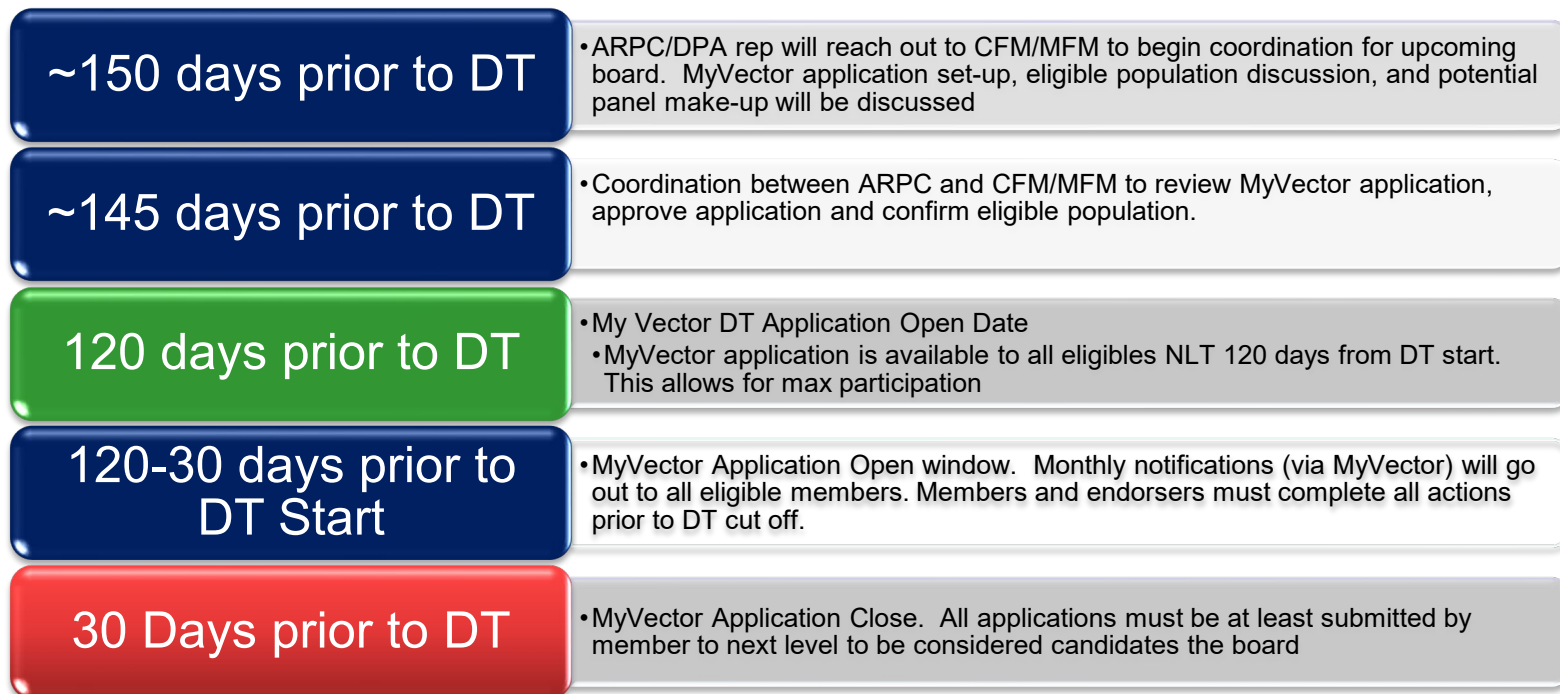 ~150 days prior to DT
•ARPC/DPA rep will reach out to CFM/MFM to begin coordination for upcoming
board.  MyVector application set-up, eligible population discussion, and potential
panel make-up will be discussed
~145 days prior to DT
•Coordination between ARPC and CFM/MFM to review MyVector application,
approve application and confirm eligible population.
120 days prior to DT
•My Vector DT Application Open Date
•MyVector application is available to all eligibles NLT 120 days from DT start.
This allows for max participation
120-30 days prior to
DT Start
•MyVector Application Open window.  Monthly notifications (via MyVector) will go
out to all eligible members. Members and endorsers must complete all actions
prior to DT cut off.
30 Days prior to DT
•MyVector Application Close.  All applications must be at least submitted by
member to next level to be considered candidates the board